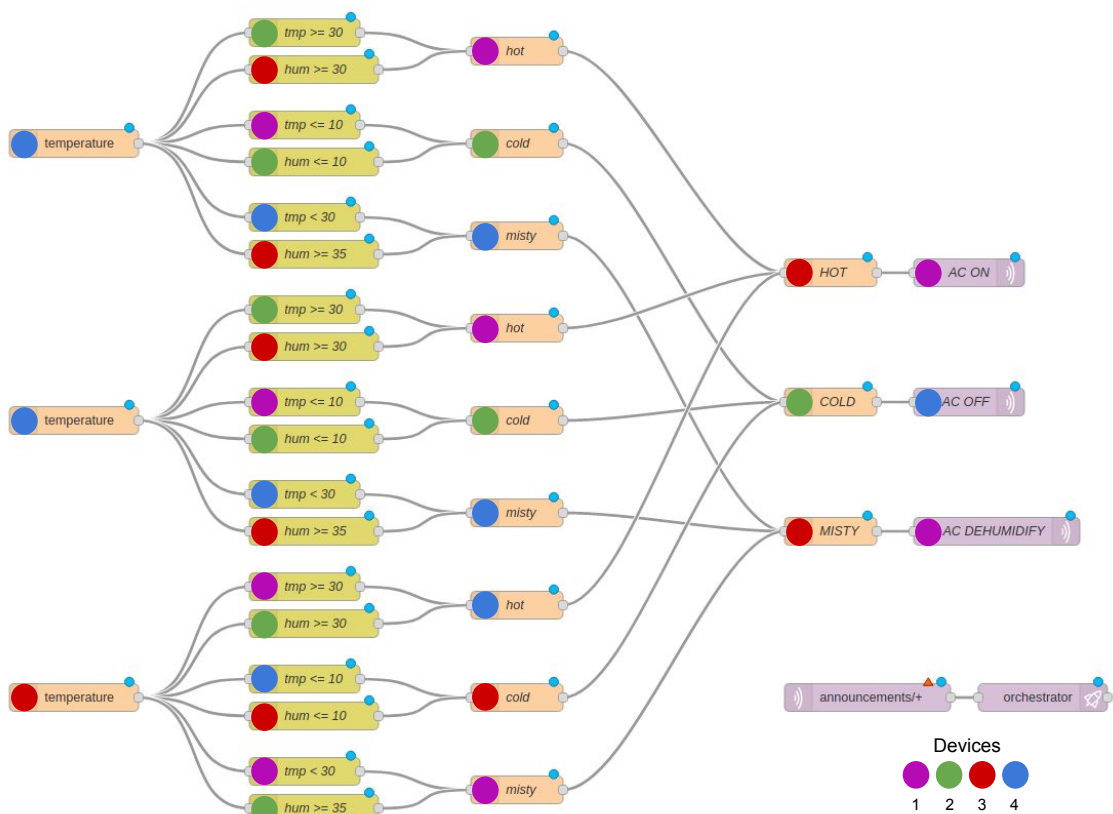 tmp >= 30
hum >= 30
hot
temperature
tmp <= 10
hum <= 10
cold
tmp < 30
hum >= 35
misty
tmp >= 30
hum >= 30
hot
temperature
tmp <= 10
hum <= 10
cold
tmp < 30
hum >= 35
misty
tmp >= 30
hum >= 30
hot
temperature
tmp <= 10
hum <= 10
cold
tmp < 30
hum >= 35
misty
HOT
AC ON
COLD
AC OFF
MISTY
AC DEHUMIDIFY
announcements/+
orchestrator
Devices
1 2 3 4